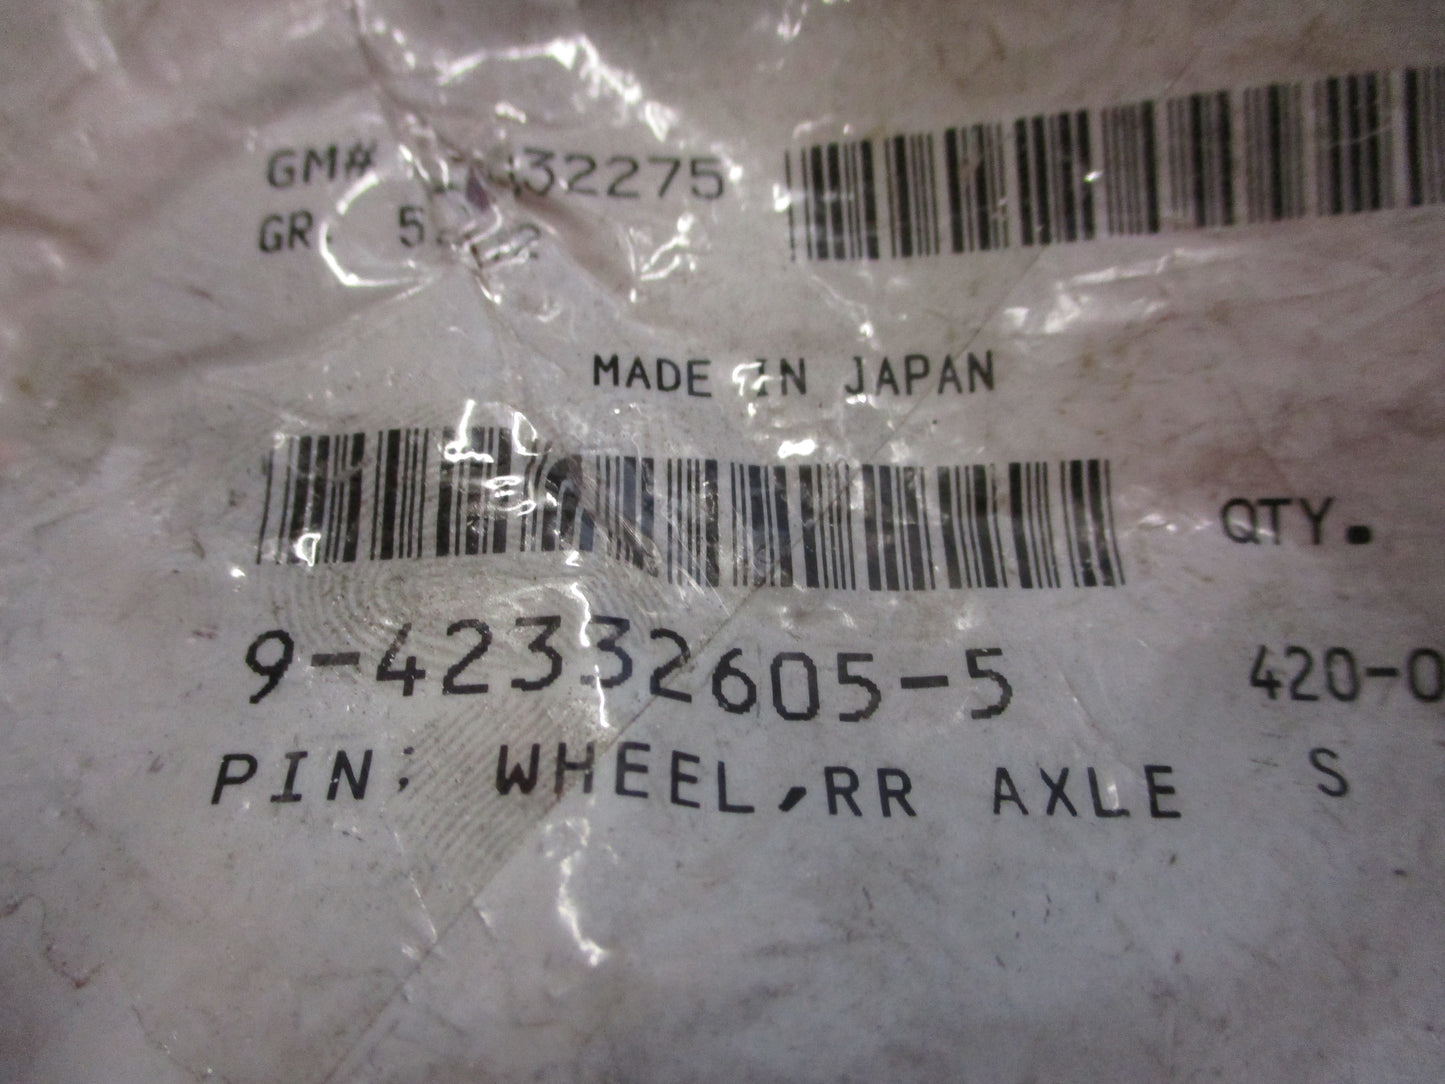 GM#
GR.
MADE IN JAPAN
QTY.
9-42332605-5 420-0
PIN; WHEEL,RR AXLE S